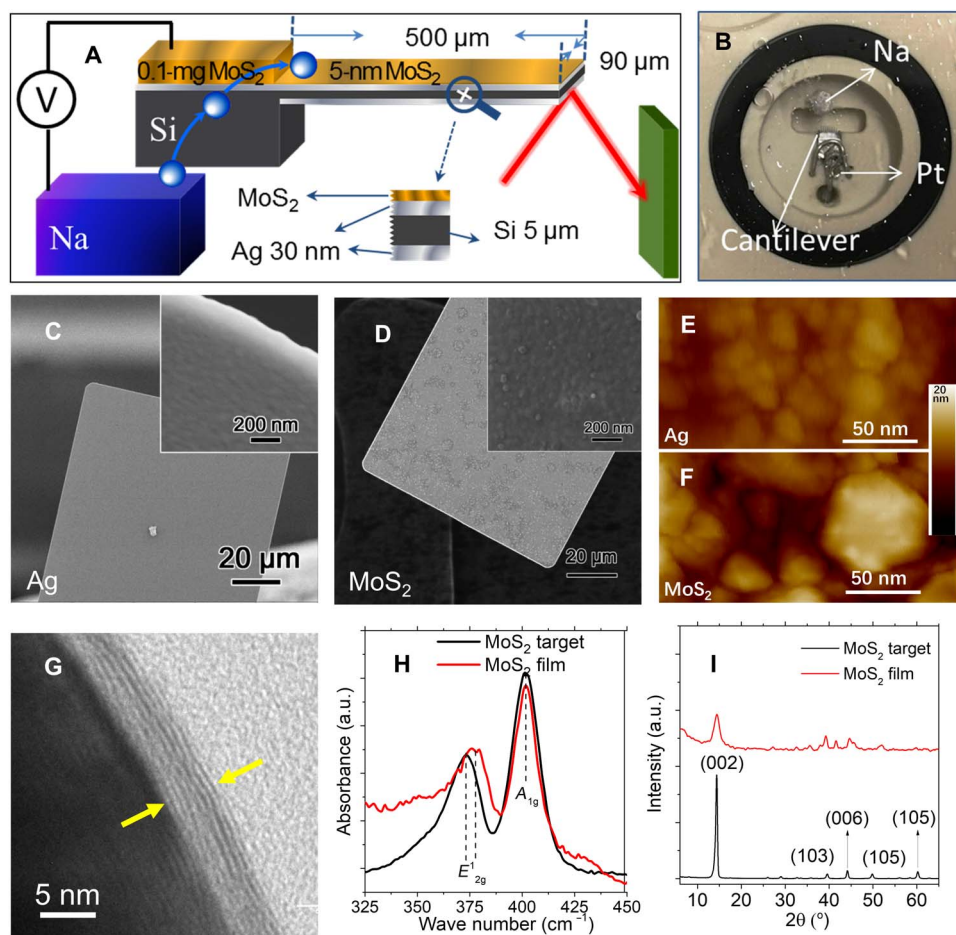 A
500 µm
90 µm
0.1-mg MoS₂
5-nm MoS₂
V
Si
Na
MoS₂
Ag 30 nm
Si 5 µm
B
Na
Pt
Cantilever
C
200 nm
20 µm
Ag
D
200 nm
20 µm
MoS₂
E
Ag
50 nm
20
nm
F
MoS₂
50 nm
G
5 nm
H
MoS₂ target
MoS₂ film
A₁g
E¹₂g
Absorbance (a.u.)
325 350 375 400 425 450
Wave number (cm⁻¹)
I
MoS₂ target
MoS₂ film
(002)
(103)
(006)
(105)
(105)
Intensity (a.u.)
10 20 30 40 50 60
2θ (°)